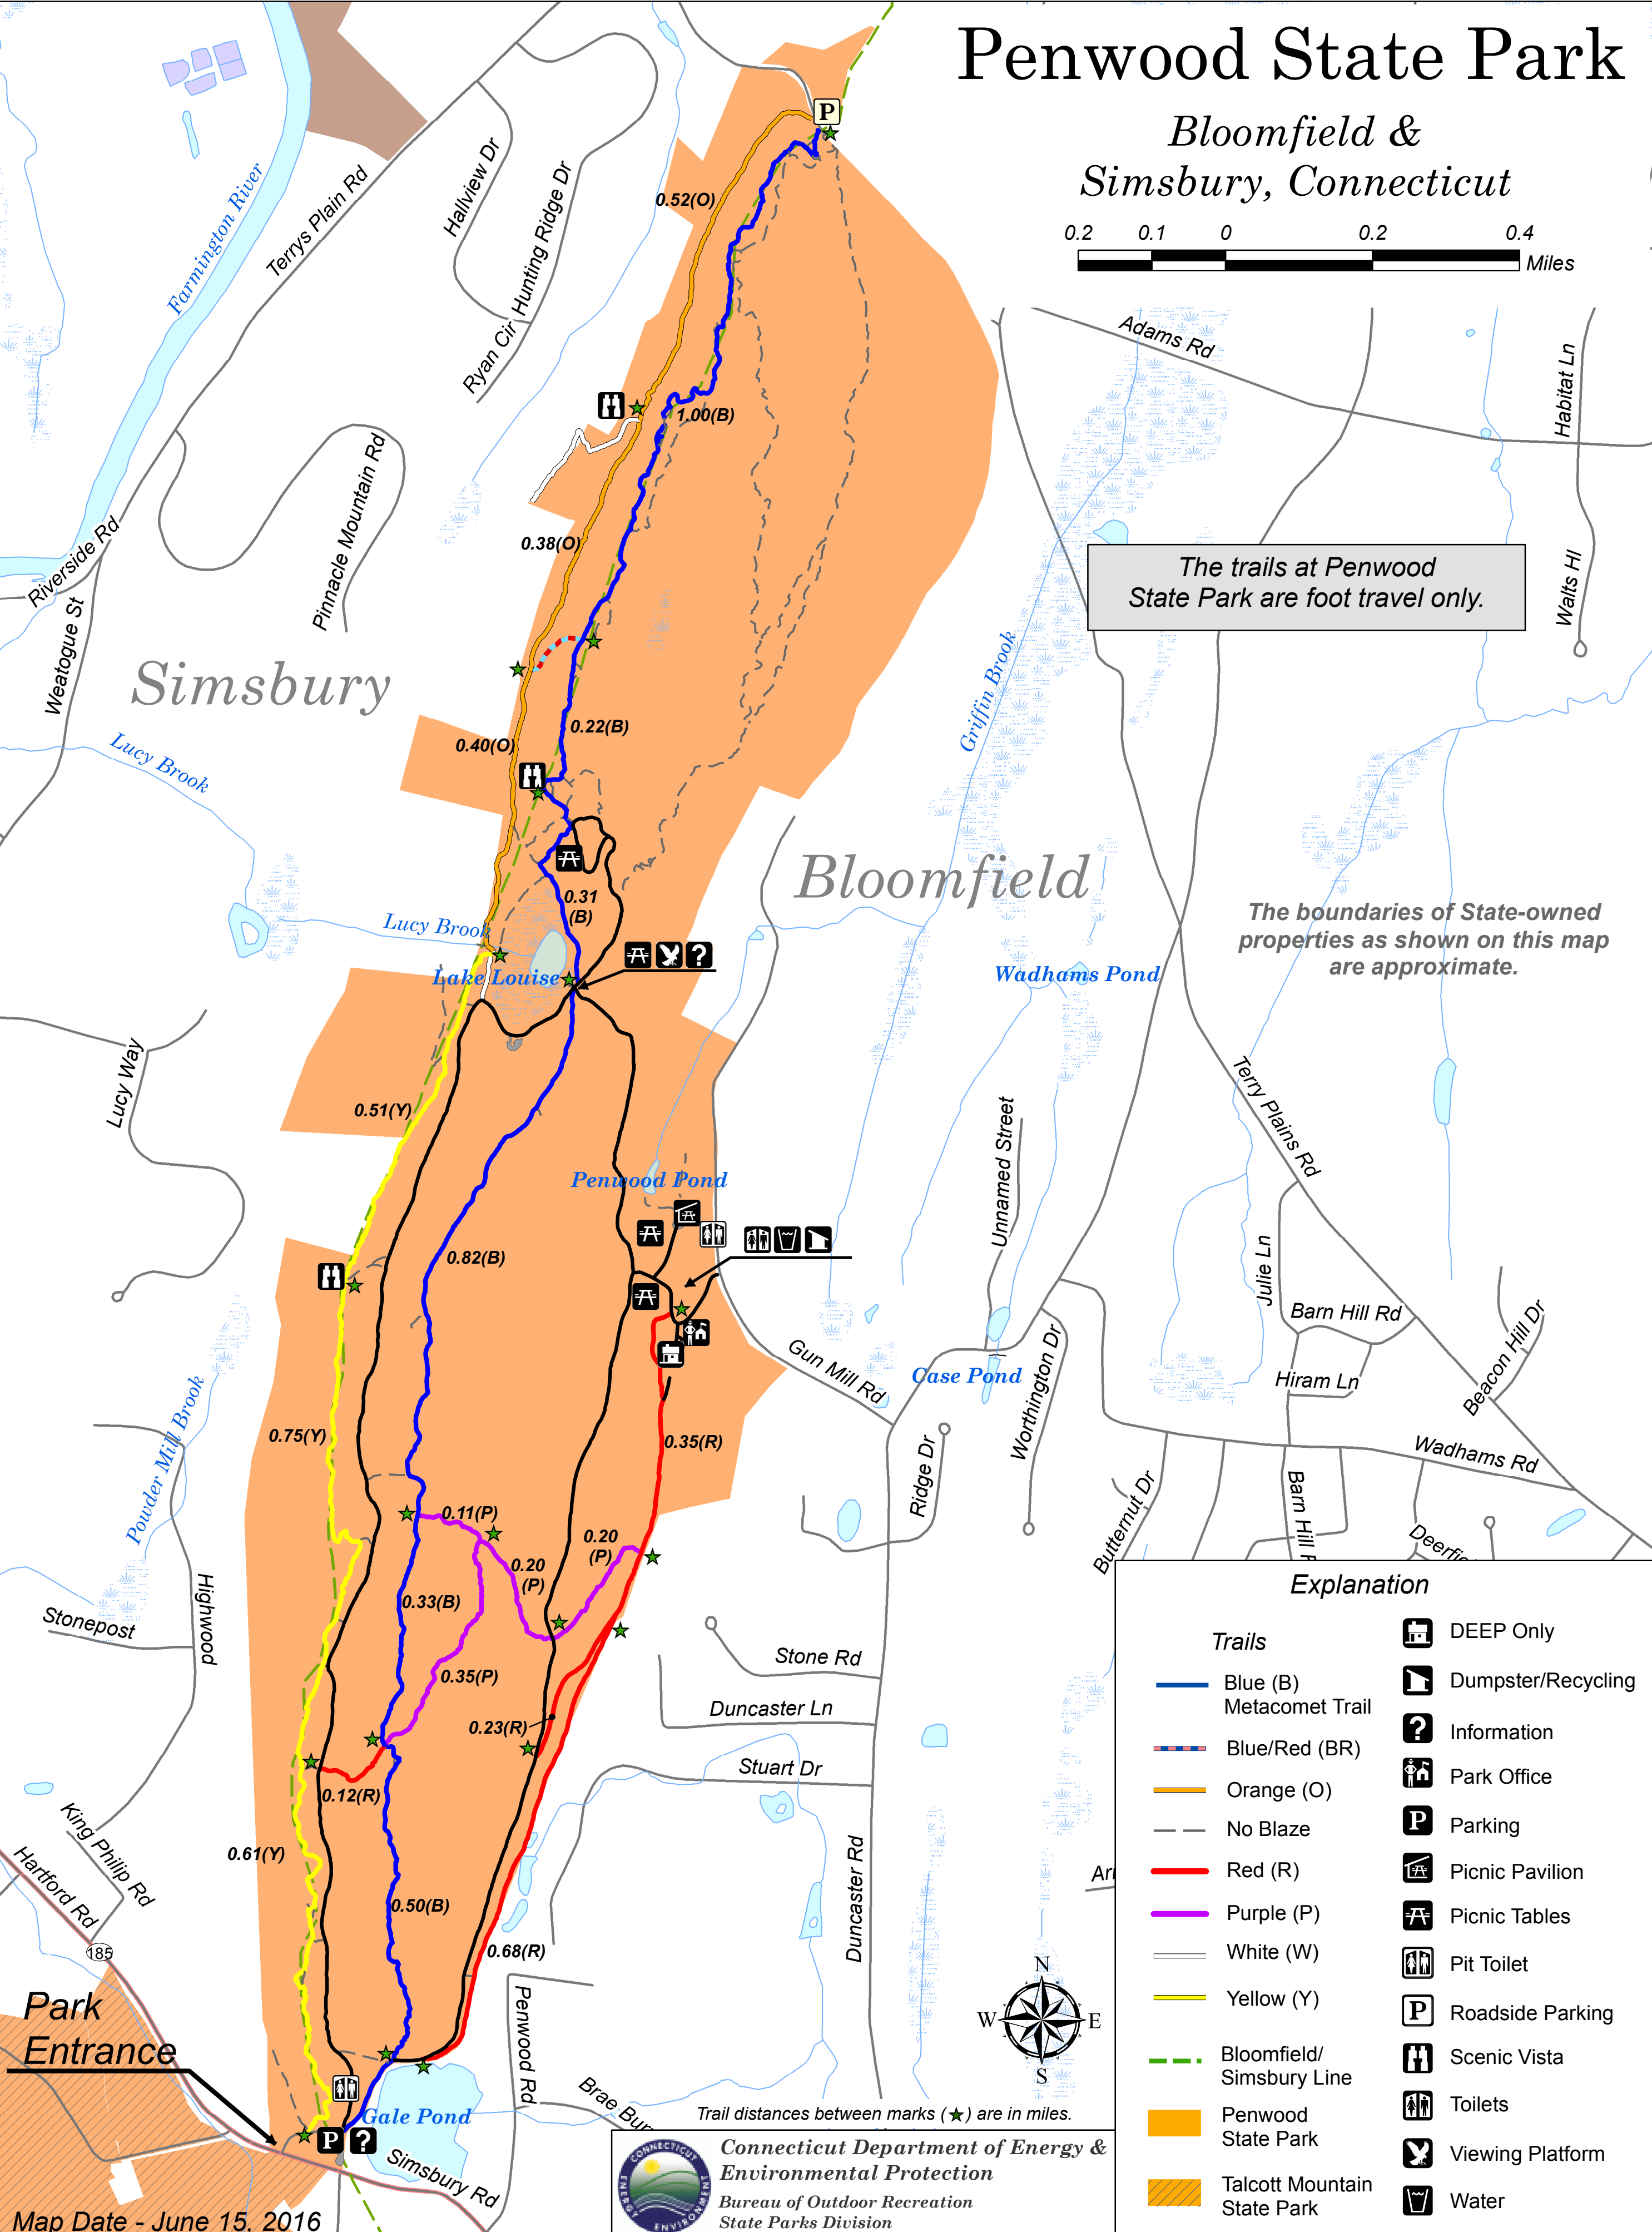 Penwood State Park
Bloomfield &
Simsbury, Connecticut
0.2 0.1 0 0.2 0.4
Miles
P
Farmington River
Terrys Plain Rd
Hallview Dr
Hunting Ridge Dr
Ryan Cir
0.52(O)
1.00(B)
Adams Rd
Habitat Ln
Pinnacle Mountain Rd
Riverside Rd
Weatogue St
0.38(O)
The trails at Penwood
State Park are foot travel only.
Walts Hl
Simsbury
Griffin Brook
Lucy Brook
0.40(O)
0.22(B)
Bloomfield
0.31
(B)
The boundaries of State-owned
properties as shown on this map
are approximate.
Lucy Brook
Lake Louise
?
Wadhams Pond
Lucy Way
0.51(Y)
Terry Plains Rd
Unnamed Street
Penwood Pond
0.82(B)
Julie Ln
Barn Hill Rd
Beacon Hill Dr
Gun Mill Rd
Case Pond
Worthington Dr
Hiram Ln
Powder Mill Brook
0.75(Y)
0.35(R)
Ridge Dr
Wadhams Rd
Butternut Dr
Barn Hill R
Deerfie
0.11(P)
0.20
(P)
0.20
(P)
0.33(B)
Highwood
Stonepost
0.35(P)
Stone Rd
Duncaster Ln
0.23(R)
Stuart Dr
0.12(R)
King Philip Rd
Hartford Rd
185
0.61(Y)
0.50(B)
Duncaster Rd
0.68(R)
Penwood Rd
Park
Entrance
N
W E
S
Brae Bur
Gale Pond
P ?
Simsbury Rd
Map Date - June 15, 2016
Trail distances between marks (★) are in miles.
CONNECTICUT
ENERGY
ENVIRONMENT
Connecticut Department of Energy &
Environmental Protection
Bureau of Outdoor Recreation
State Parks Division
Explanation
Trails
Blue (B)
Metacomet Trail
Blue/Red (BR)
Orange (O)
No Blaze
Red (R)
Purple (P)
White (W)
Yellow (Y)
Bloomfield/
Simsbury Line
Penwood
State Park
Talcott Mountain
State Park
DEEP Only
Dumpster/Recycling
? Information
Park Office
P Parking
Picnic Pavilion
Picnic Tables
Pit Toilet
P Roadside Parking
Scenic Vista
Toilets
Viewing Platform
Water